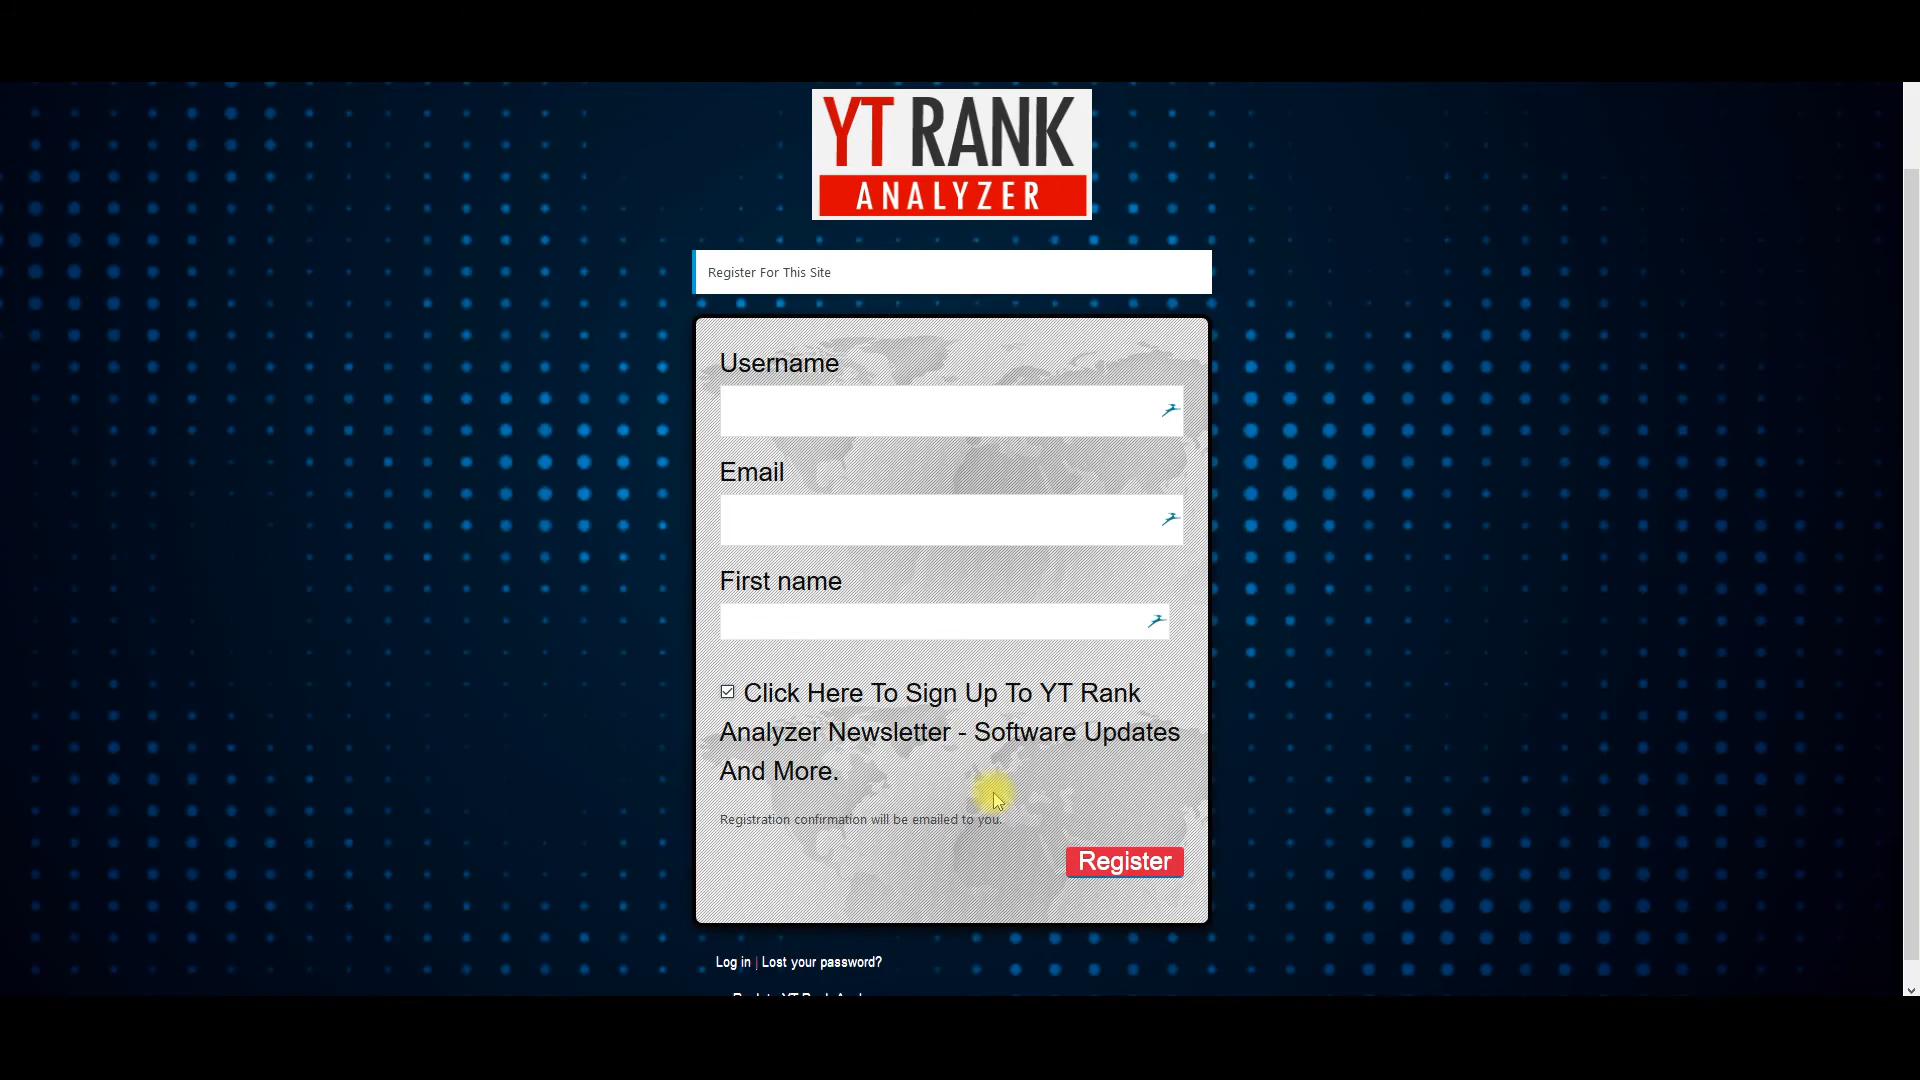 YT RANK
ANALYZER
Register For This Site
Username
Email
First name
Click Here To Sign Up To YT Rank
Analyzer Newsletter - Software Updates
And More.
Registration confirmation will be emailed to you.
Register
Log in | Lost your password?